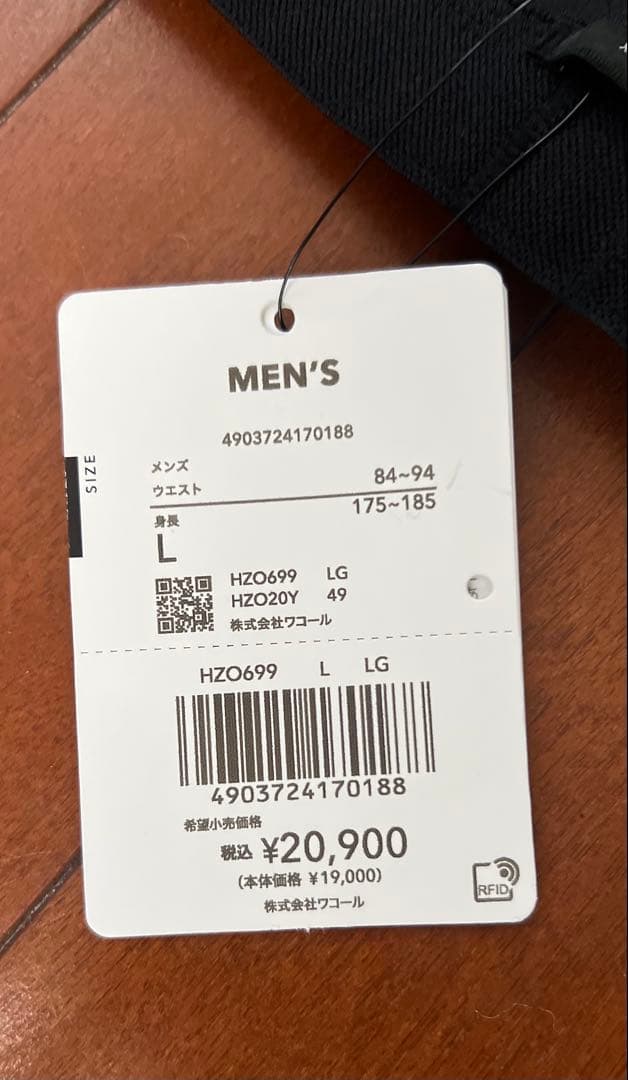 MEN'S
4903724170188
SIZE
メンズ
ウエスト 84~94
身長 175~185
L
HZO699 LG
HZO20Y 49
株式会社ワコール
HZO699 L LG
4903724170188
希望小売価格
税込 ¥20,900
(本体価格 ¥19,000)
株式会社ワコール
RFID